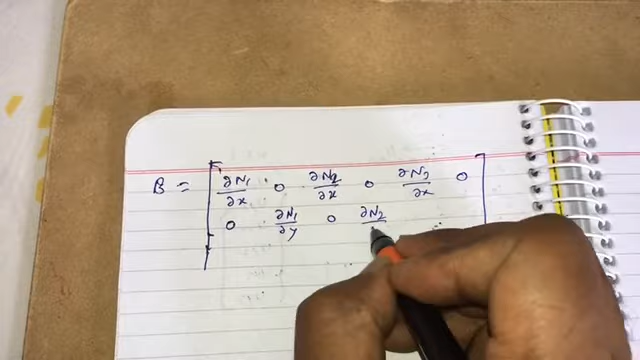 B = [ ∂N1/∂x 0 ∂N2/∂x 0 ∂N3/∂x 0
0 ∂N1/∂y 0 ∂N2/